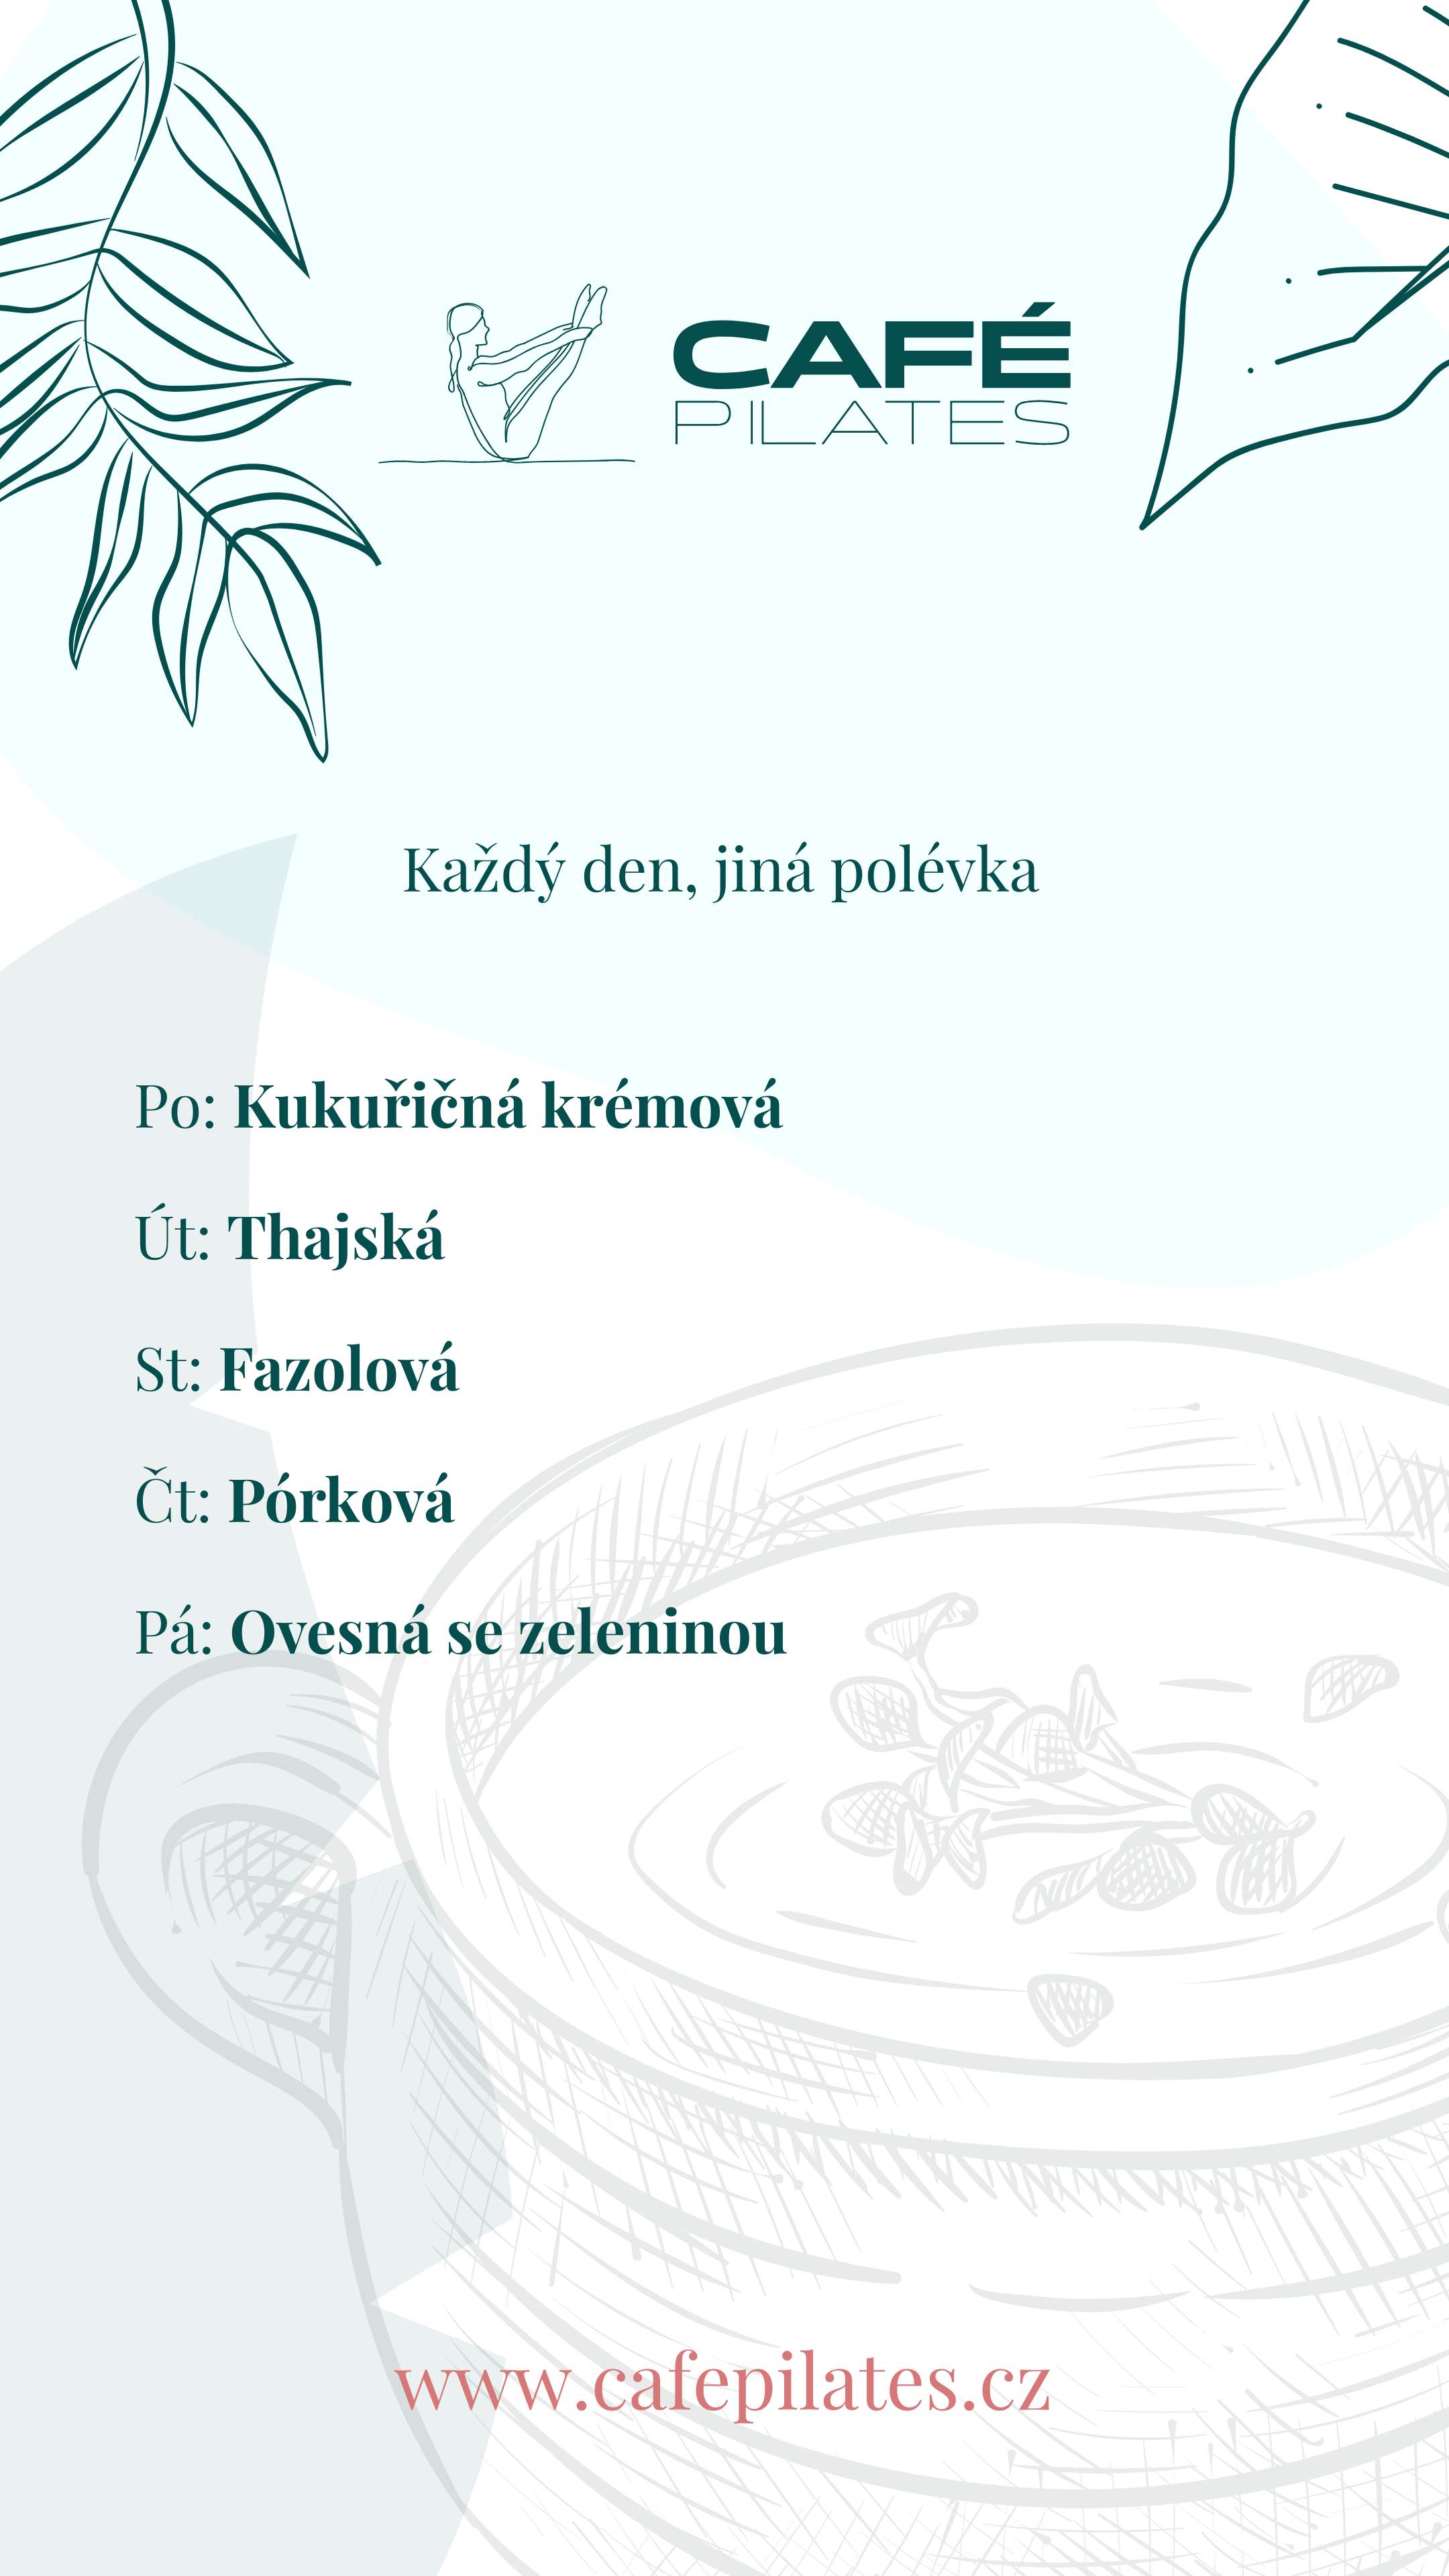 CAFÉ
PILATES
Každý den, jiná polévka
Po: Kukuřičná krémová
Út: Thajská
St: Fazolová
Čt: Pórková
Pá: Ovesná se zeleninou
www.cafepilates.cz